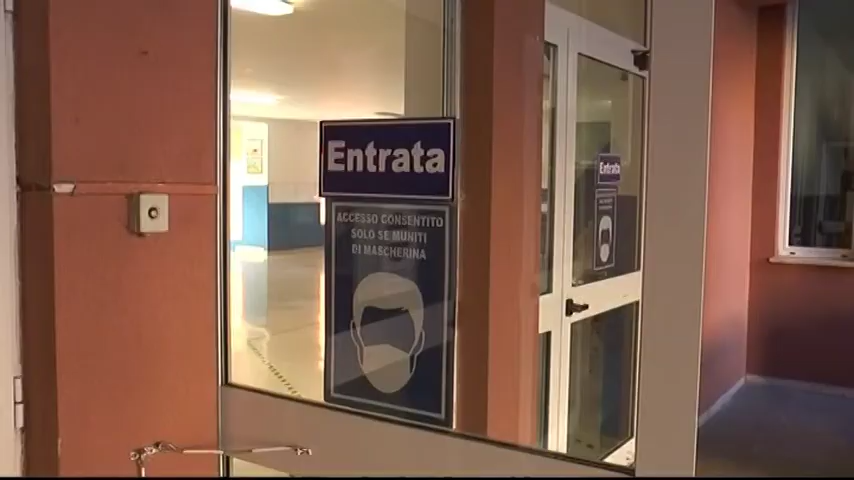 Entrata
ACCESSO CONSENTITO
SOLO SE MUNITI
DI MASCHERINA
Entrata